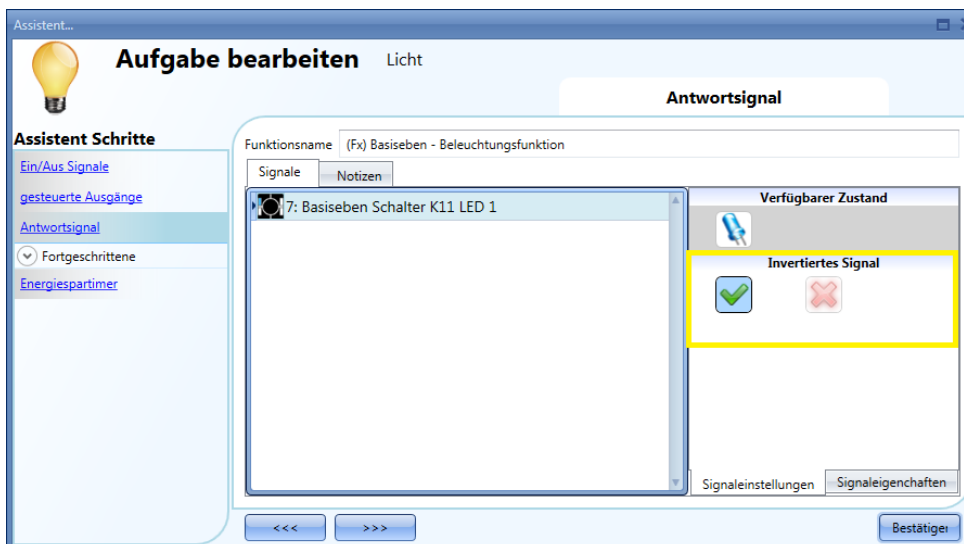 Assistent...
Aufgabe bearbeiten Licht
Antwortsignal
Assistent Schritte
Ein/Aus Signale
gesteuerte Ausgänge
Antwortsignal
Fortgeschrittene
Energiespartimer
Funktionsname (Fx) Basiseben - Beleuchtungsfunktion
Signale Notizen
7: Basiseben Schalter K11 LED 1
Verfügbarer Zustand
Invertiertes Signal
Signaleinstellungen Signaleigenchaften
<<< >>> Bestätiger